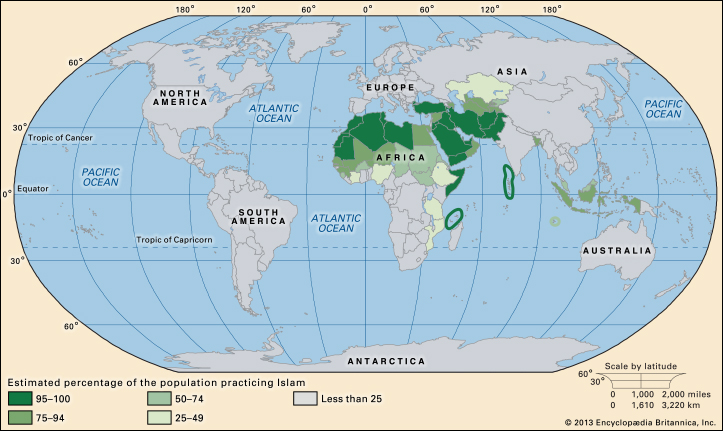 180°
120°
60°
0°
60°
120°
180°
60°
ASIA
EUROPE
NORTH
AMERICA
ATLANTIC
OCEAN
PACIFIC
OCEAN
30°
30°
Tropic of Cancer
AFRICA
PACIFIC
OCEAN
0°
Equator
0°
SOUTH
AMERICA
ATLANTIC
OCEAN
Tropic of Capricorn
AUSTRALIA
30°
30°
60°
ANTARCTICA
Estimated percentage of the population practicing Islam
95–100
50–74
Less than 25
75–94
25–49
Scale by latitude
60°
30°
0 1,000 2,000 miles
0 1,610 3,220 km
© 2013 Encyclopædia Britannica, Inc.